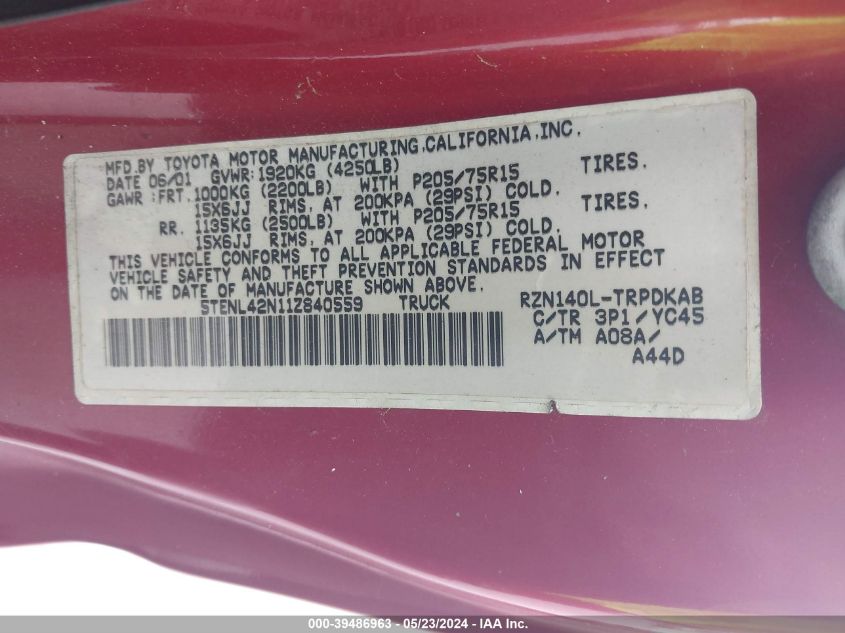 MFD.BY TOYOTA MOTOR MANUFACTURING,CALIFORNIA,INC.
DATE 06/01 GVWR:1920KG (4250LB)
GAWR :FRT.1000KG (2200LB) WITH P205/75R15 TIRES.
15X6JJ RIMS, AT 200KPA (29PSI) COLD.
RR. 1135KG (2500LB) WITH P205/75R15 TIRES.
15X6JJ RIMS, AT 200KPA (29PSI) COLD.
THIS VEHICLE CONFORMS TO ALL APPLICABLE FEDERAL MOTOR
VEHICLE SAFETY AND THEFT PREVENTION STANDARDS IN EFFECT
ON THE DATE OF MANUFACTURE SHOWN ABOVE.
5TENL42N11Z840559 TRUCK RZN140L-TRPDKAB
C/TR 3P1/YC45
A/TM A08A/
A44D
000-39486963 - 05/23/2024 - IAA Inc.